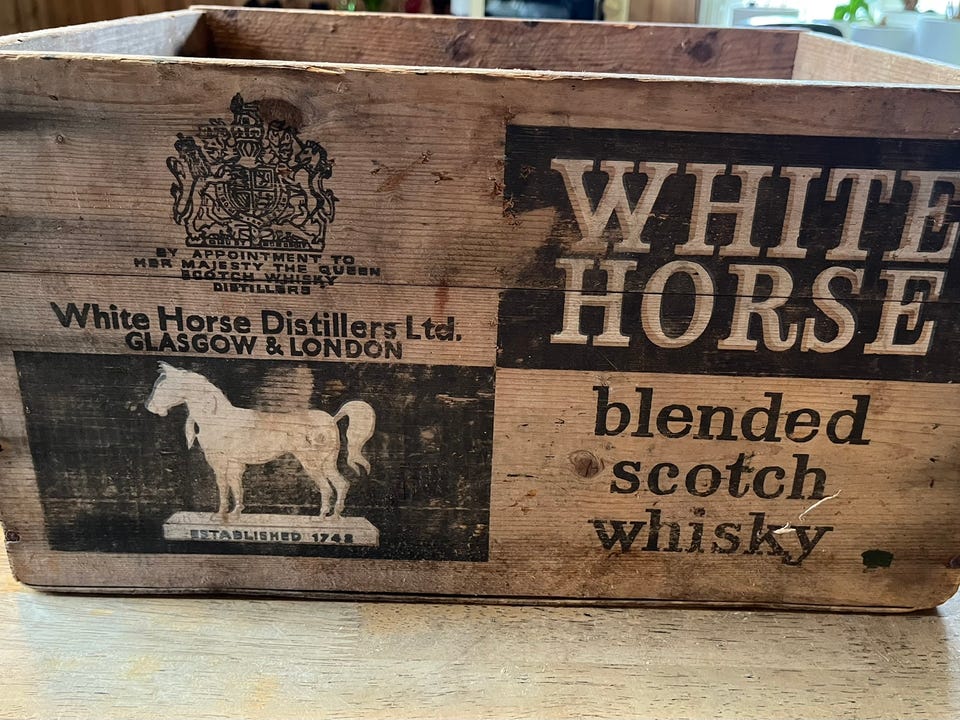 BY APPOINTMENT TO
HER MAJESTY THE QUEEN
SCOTCH WHISKY
DISTILLERS
White Horse Distillers Ltd.
GLASGOW & LONDON
ESTABLISHED 1742
WHITE
HORSE
blended
scotch
whisky